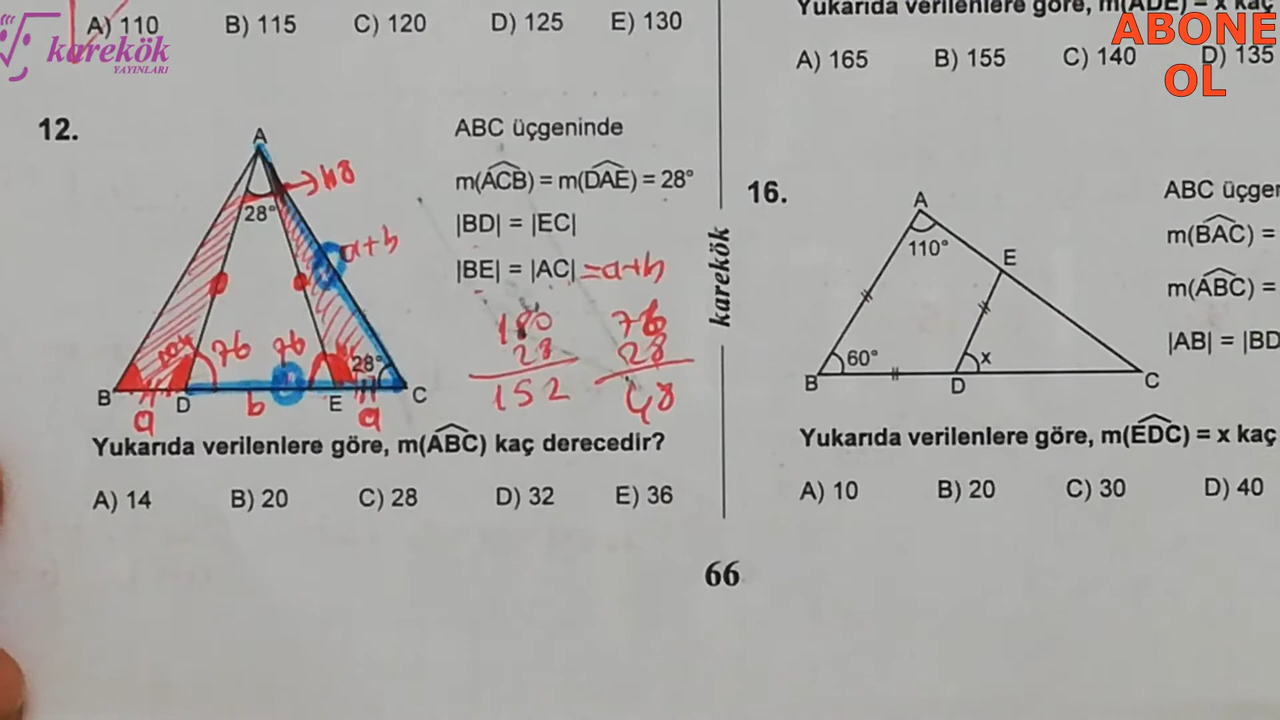 A) 110 B) 115 C) 120 D) 125 E) 130
karekök
YAYINLARI
12.
A
28°
48
a+b
76
76
28°
B
D
E
C
a
b
a
ABC üçgeninde
m(ACB) = m(DAE) = 28°
|BD| = |EC|
|BE| = |AC| = a+b
180
28
152
76
28
48
Yukarıda verilenlere göre, m(ABC) kaç derecedir?
A) 14 B) 20 C) 28 D) 32 E) 36
karekök
66
Yukarıda verilenlere göre, m(ADE) = x kaç
ABONE
OL
A) 165 B) 155 C) 140 D) 135
16.
A
110°
E
60°
x
B
D
C
ABC üçger
m(BAC) =
m(ABC) =
|AB| = |BD
Yukarıda verilenlere göre, m(EDC) = x kaç
A) 10 B) 20 C) 30 D) 40